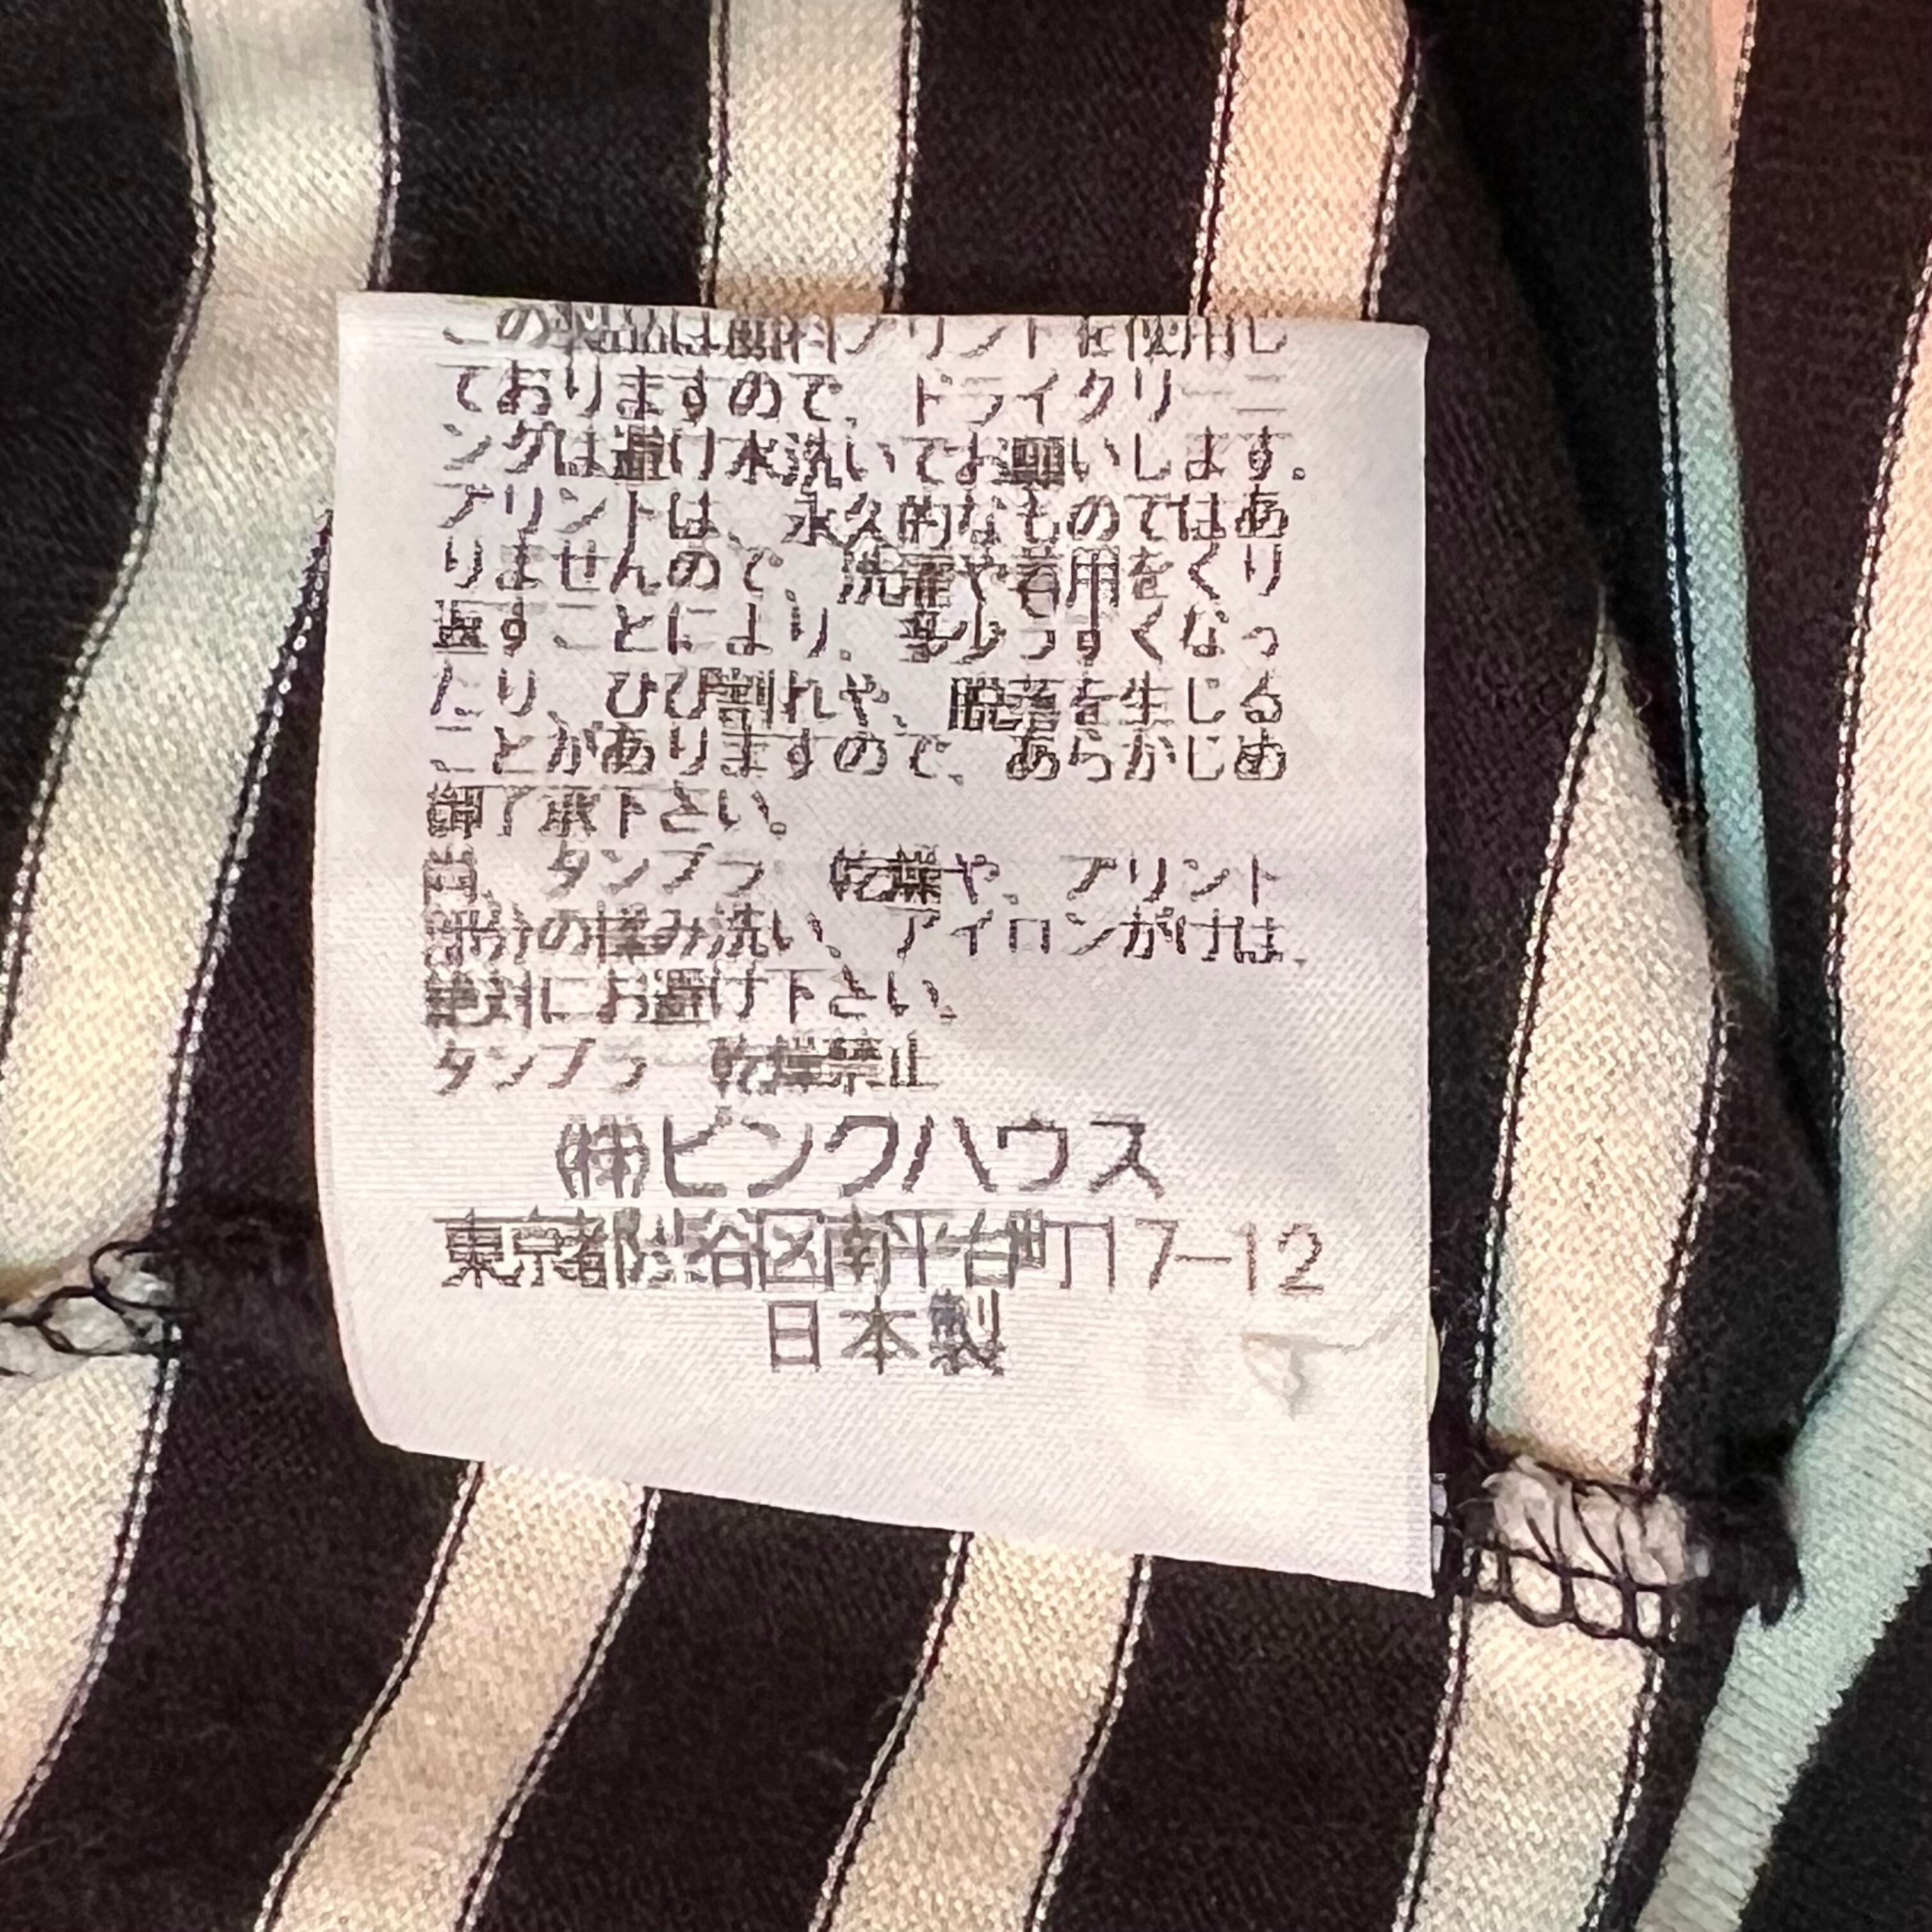 この製品は顔料プリントを使用し
ておりますので、ドライクリーニ
ングは避け水洗いでお願いします。
プリントは、永久的なものではあ
りませんので、洗濯や着用をくり
返すことにより、多少うすくなっ
たり、ひび割れや、脱落を生じる
ことがありますので、あらかじめ
御了承下さい。
尚、タンブラー乾燥や、プリント
部分の揉み洗い、アイロンがけは、
絶対にお避け下さい。
タンブラー乾燥禁止
㈱ピンクハウス
東京都渋谷区南平台町17-12
日本製